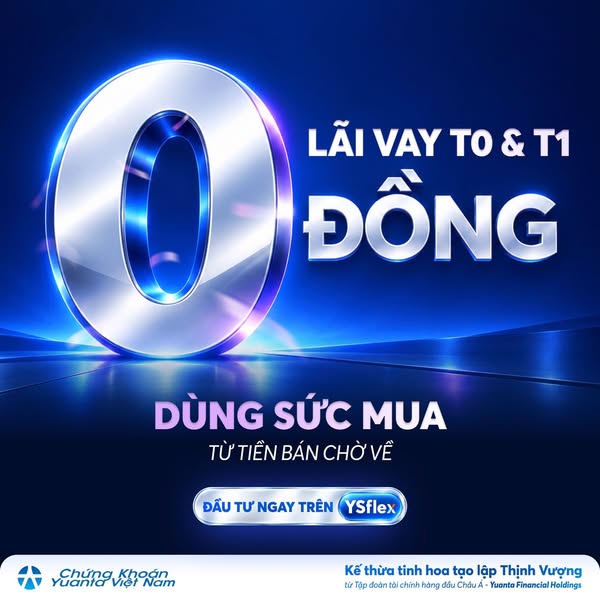 0
LÃI VAY T0 & T1
ĐỒNG
DÙNG SỨC MUA
TỪ TIỀN BÁN CHỜ VỀ
ĐẦU TƯ NGAY TRÊN YSflex
Chứng Khoán
Yuanta Việt Nam
Kế thừa tinh hoa tạo lập Thịnh Vượng
từ Tập đoàn tài chính hàng đầu Châu Á - Yuanta Financial Holdings